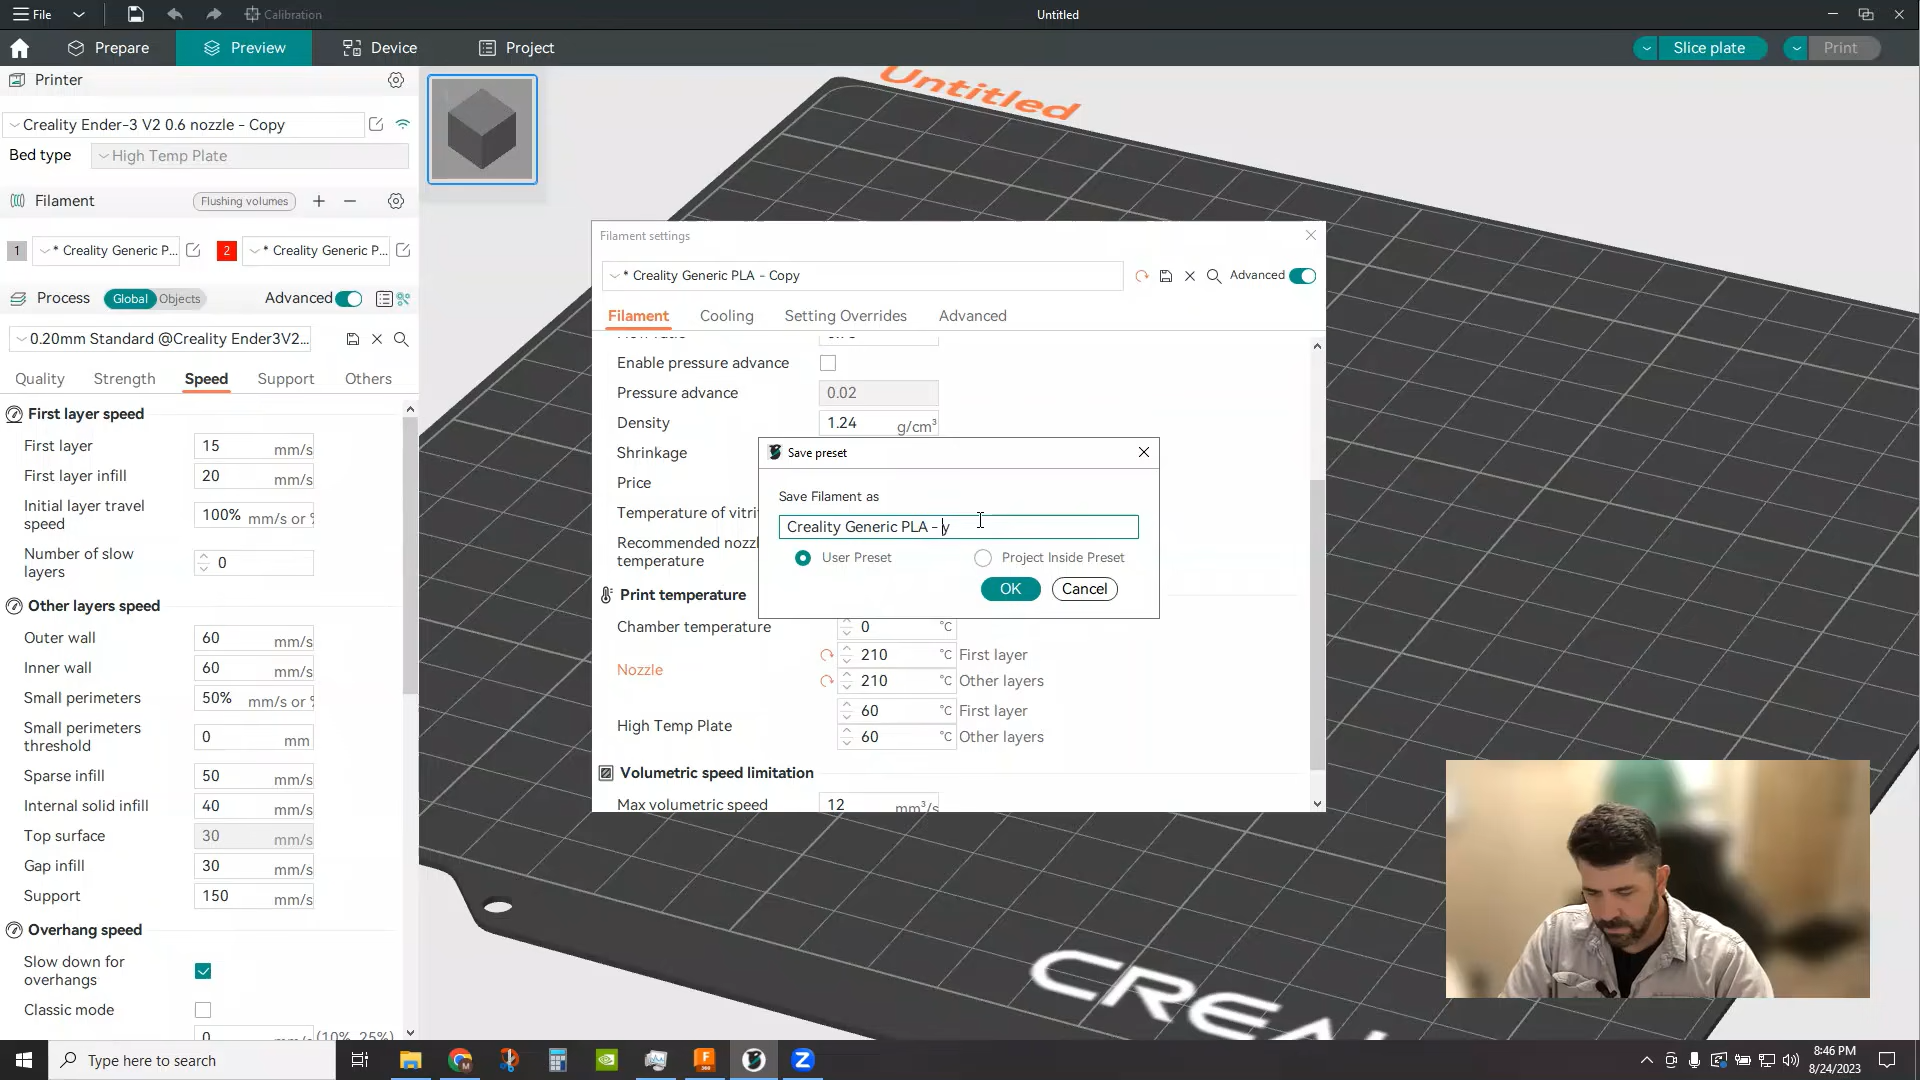 File
Calibration
Untitled
Prepare
Preview
Device
Project
Slice plate
Print
Printer
Creality Ender-3 V2 0.6 nozzle - Copy
Bed type
High Temp Plate
Filament
Flushing volumes
1
* Creality Generic P...
2
* Creality Generic P...
Process
Global
Objects
Advanced
0.20mm Standard @Creality Ender3V2...
Quality
Strength
Speed
Support
Others
First layer speed
First layer 15 mm/s
First layer infill 20 mm/s
Initial layer travel speed 100% mm/s or
Number of slow layers 0
Other layers speed
Outer wall 60 mm/s
Inner wall 60 mm/s
Small perimeters 50% mm/s or
Small perimeters threshold 0 mm
Sparse infill 50 mm/s
Internal solid infill 40 mm/s
Top surface 30 mm/s
Gap infill 30 mm/s
Support 150 mm/s
Overhang speed
Slow down for overhangs
Classic mode
0 (10% 25%)
Untitled
Filament settings
* Creality Generic PLA - Copy
Advanced
Filament
Cooling
Setting Overrides
Advanced
Enable pressure advance
Pressure advance 0.02
Density 1.24 g/cm³
Shrinkage
Price
Temperature of
Recommended
temperature
Save preset
Save Filament as
Creality Generic PLA - y
User Preset
Project Inside Preset
OK
Cancel
Print temperature
Chamber temperature 0 °C
Nozzle
210 °C First layer
210 °C Other layers
High Temp Plate
60 °C First layer
60 °C Other layers
Volumetric speed limitation
Max volumetric speed 12 mm³/s
Type here to search
8:46 PM
8/24/2023